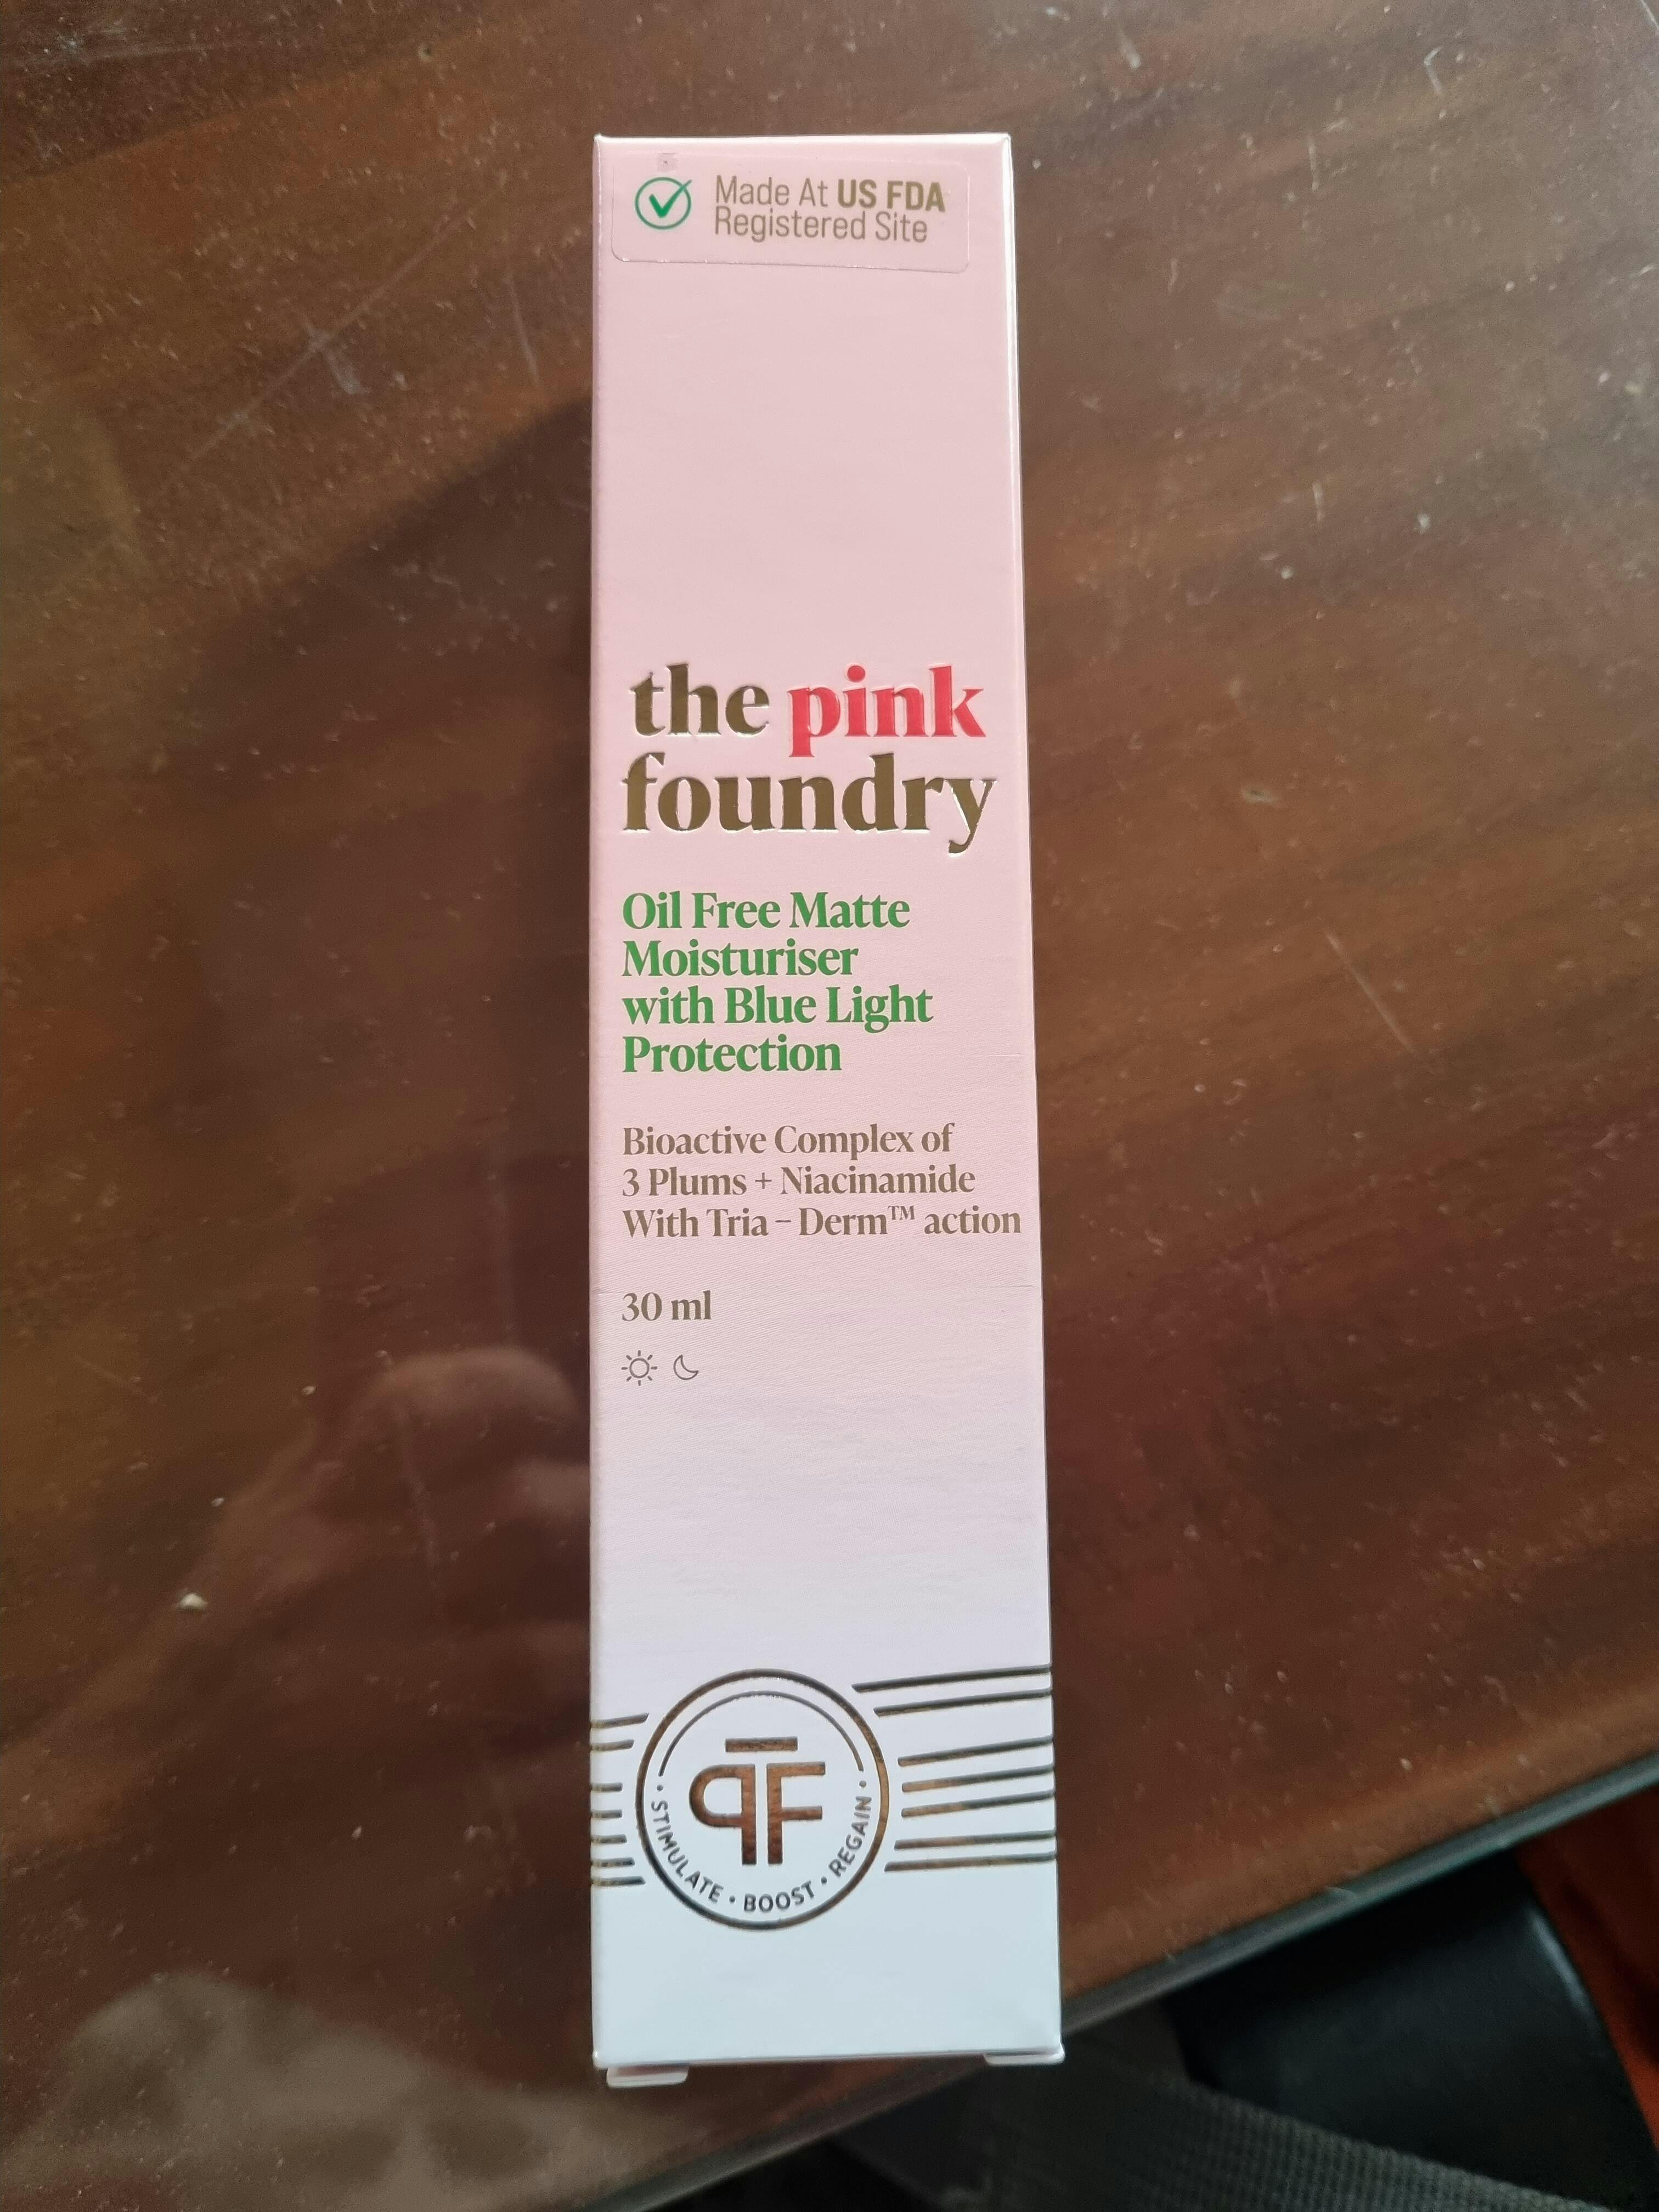 Made At US FDA
Registered Site
the pink
foundry
Oil Free Matte
Moisturiser
with Blue Light
Protection
Bioactive Complex of
3 Plums + Niacinamide
With Tria – Derm™ action
30 ml
PF
• STIMULATE • BOOST • REGAIN •